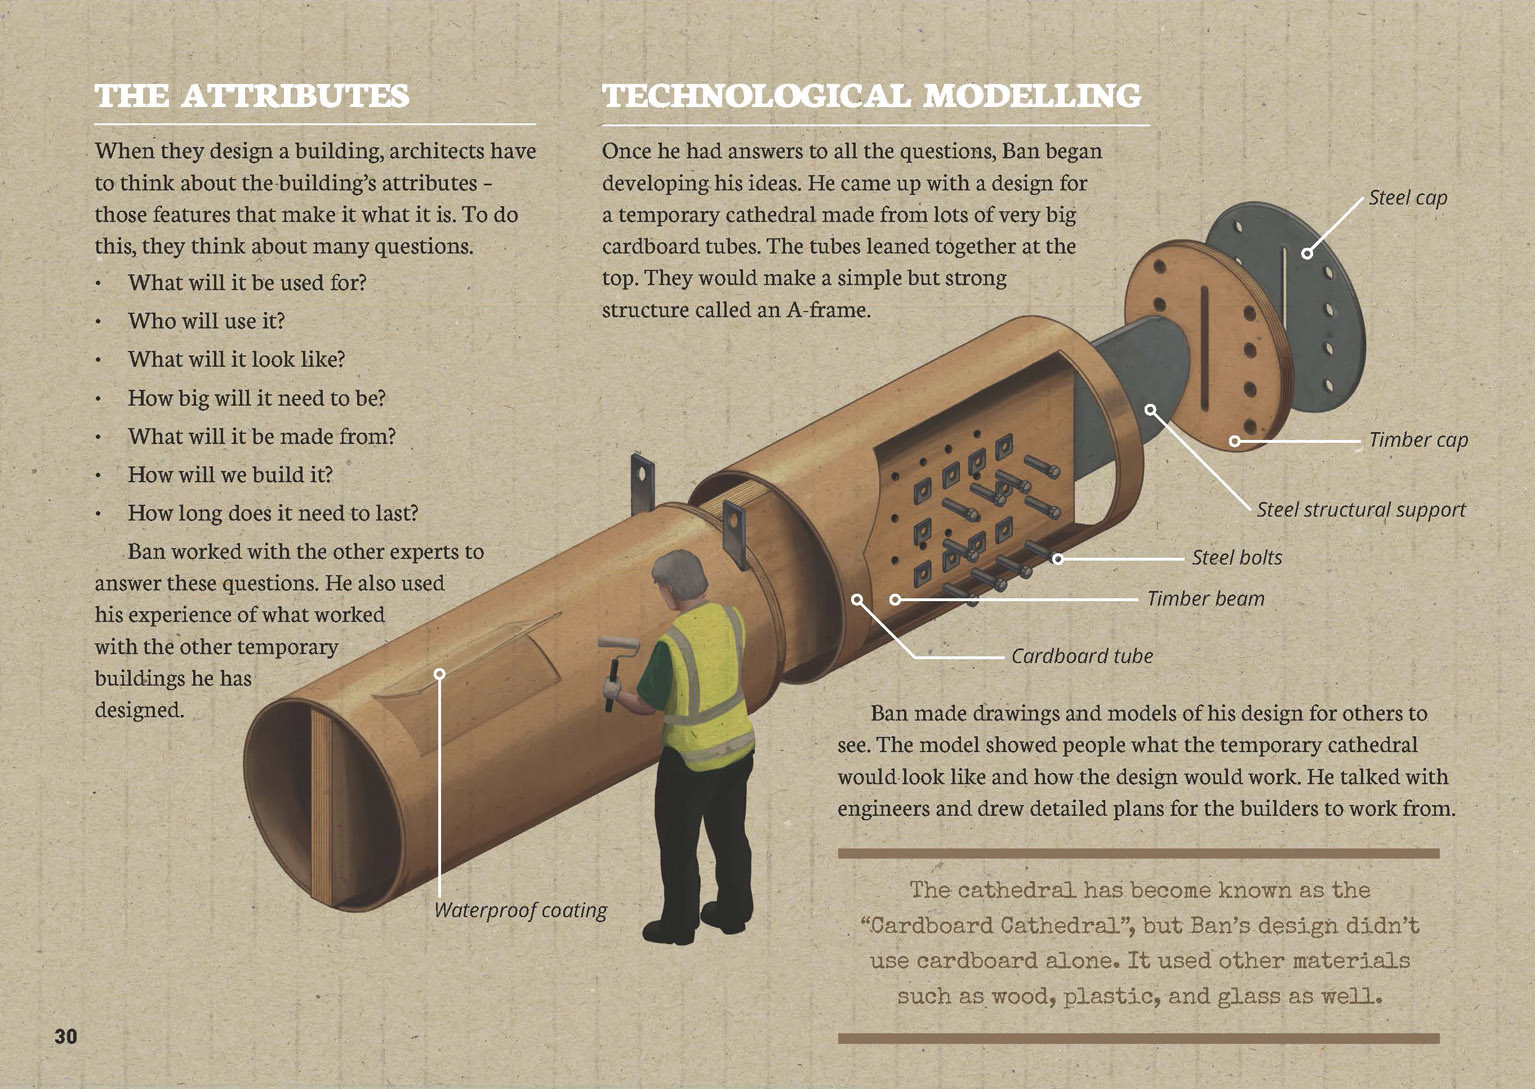 THE ATTRIBUTES
When they design a building, architects have
to think about the building's attributes –
those features that make it what it is. To do
this, they think about many questions.
• What will it be used for?
• Who will use it?
• What will it look like?
• How big will it need to be?
• What will it be made from?
• How will we build it?
• How long does it need to last?
Ban worked with the other experts to
answer these questions. He also used
his experience of what worked
with the other temporary
buildings he has
designed.
TECHNOLOGICAL MODELLING
Once he had answers to all the questions, Ban began
developing his ideas. He came up with a design for
a temporary cathedral made from lots of very big
cardboard tubes. The tubes leaned together at the
top. They would make a simple but strong
structure called an A-frame.
Steel cap
Timber cap
Steel structural support
Steel bolts
Timber beam
Cardboard tube
Waterproof coating
Ban made drawings and models of his design for others to
see. The model showed people what the temporary cathedral
would look like and how the design would work. He talked with
engineers and drew detailed plans for the builders to work from.
The cathedral has become known as the
“Cardboard Cathedral”, but Ban's design didn't
use cardboard alone. It used other materials
such as wood, plastic, and glass as well.
30